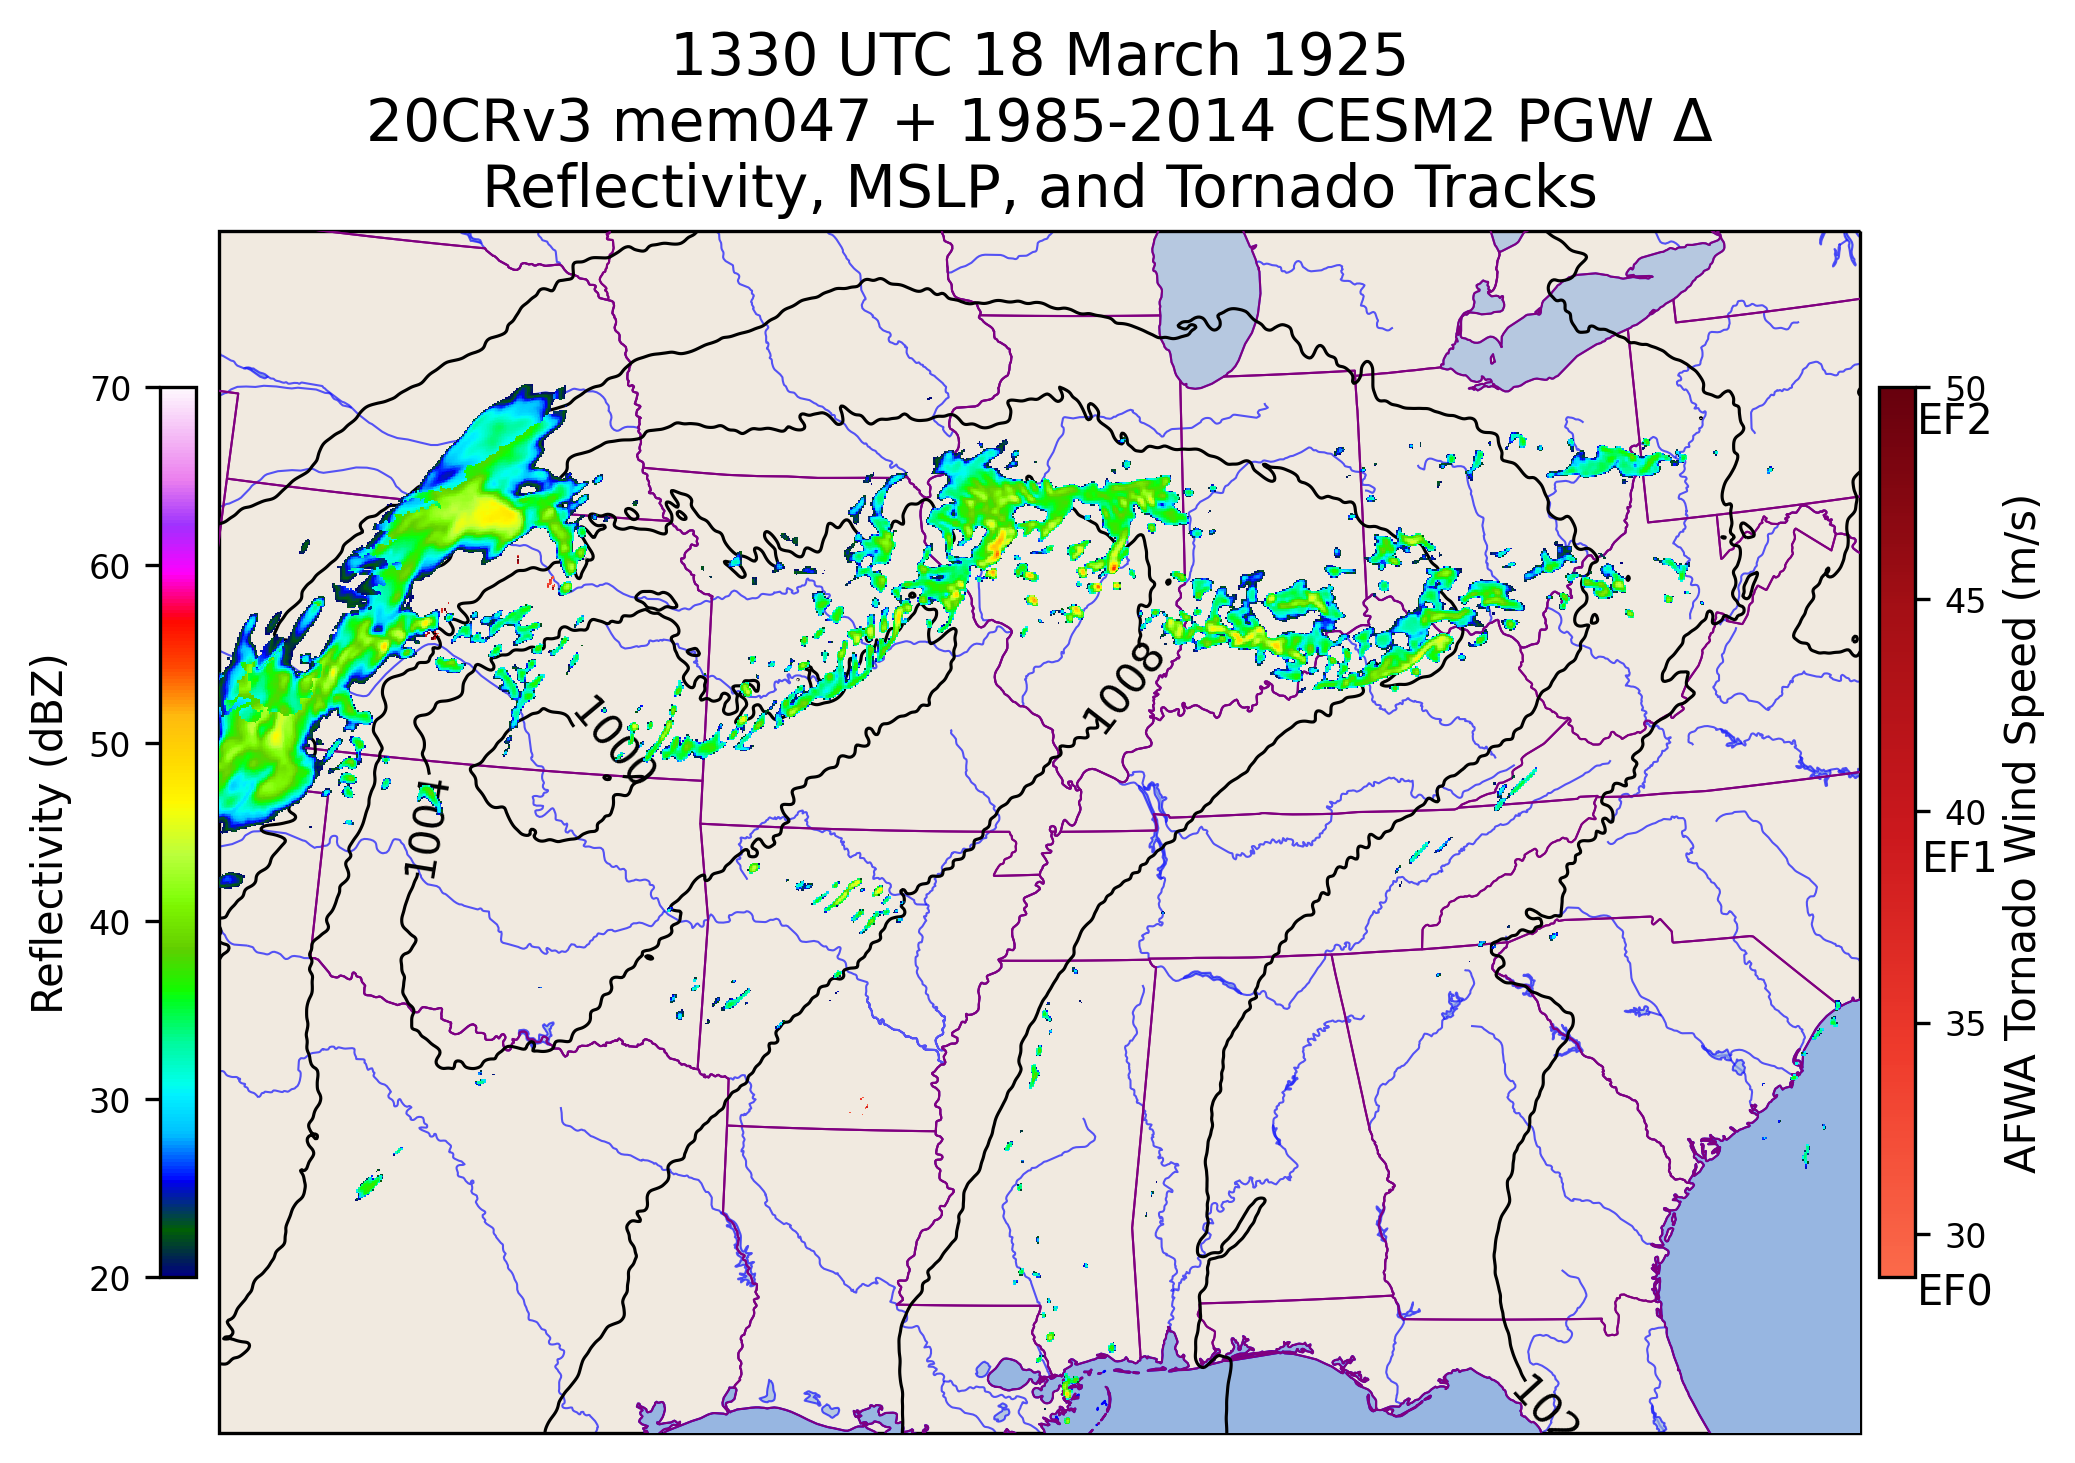 1330 UTC 18 March 1925
20CRv3 mem047 + 1985-2014 CESM2 PGW Δ
Reflectivity, MSLP, and Tornado Tracks
70
60
50
40
30
20
Reflectivity (dBZ)
1000
1004
1008
102
50
EF2
45
40
EF1
35
30
EF0
AFWA Tornado Wind Speed (m/s)